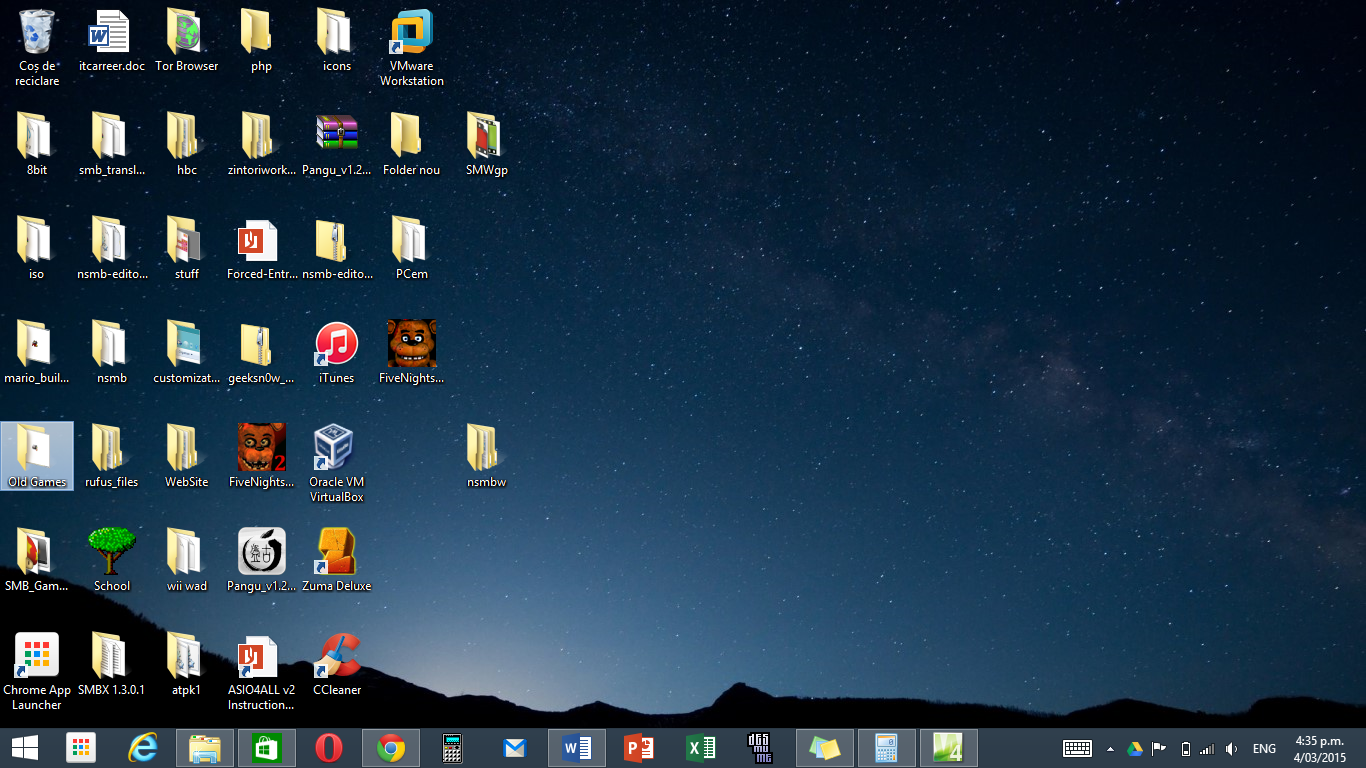 Coș de
reciclare
itcarreer.doc
Tor Browser
php
icons
VMware
Workstation
8bit
smb_transl...
hbc
zintoriwork...
Pangu_v1.2...
Folder nou
SMWgp
iso
nsmb-edito...
stuff
Forced-Entr...
nsmb-edito...
PCem
mario_buil...
nsmb
customizat...
geeksn0w_...
iTunes
FiveNights...
Old Games
rufus_files
WebSite
2
FiveNights...
Oracle VM
VirtualBox
nsmbw
SMB_Gam...
School
wii wad
Pangu_v1.2...
Zuma Deluxe
Chrome App
Launcher
SMBX 1.3.0.1
atpk1
ASIO4ALL v2
Instruction...
CCleaner
ENG
4:35 p.m.
4/03/2015